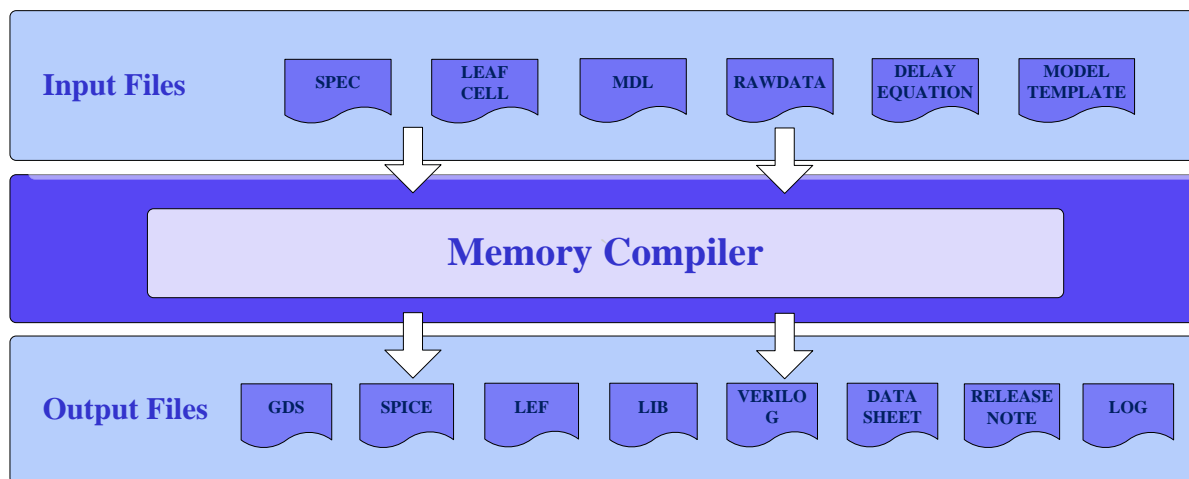 Input Files
SPEC
LEAF
CELL
MDL
RAWDATA
DELAY
EQUATION
MODEL
TEMPLATE
Memory Compiler
Output Files
GDS
SPICE
LEF
LIB
VERILO
G
DATA
SHEET
RELEASE
NOTE
LOG